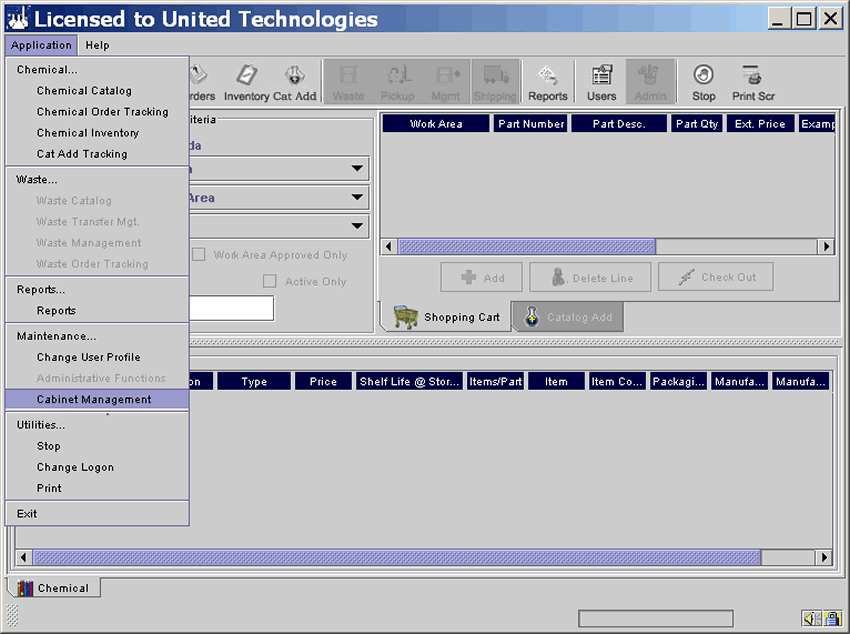 Licensed to United Technologies
Application Help
Inventory Cat Add Waste Pickup Mgmt Shipping Reports Users Admin Stop Print Scr
Chemical...
Chemical Catalog
Chemical Order Tracking
Chemical Inventory
Cat Add Tracking
Waste...
Waste Catalog
Waste Transfer Mgt.
Waste Management
Waste Order Tracking
Reports...
Reports
Maintenance...
Change User Profile
Administrative Functions
Cabinet Management
Utilities...
Stop
Change Logon
Print
Exit
Area
Work Area Approved Only
Active Only
Work Area Part Number Part Desc. Part Qty Ext. Price Examp
Add Delete Line Check Out
Shopping Cart Catalog Add
Type Price Shelf Life @ Stor... Items/Part Item Item Co... Packagi... Manufa... Manufa...
Chemical